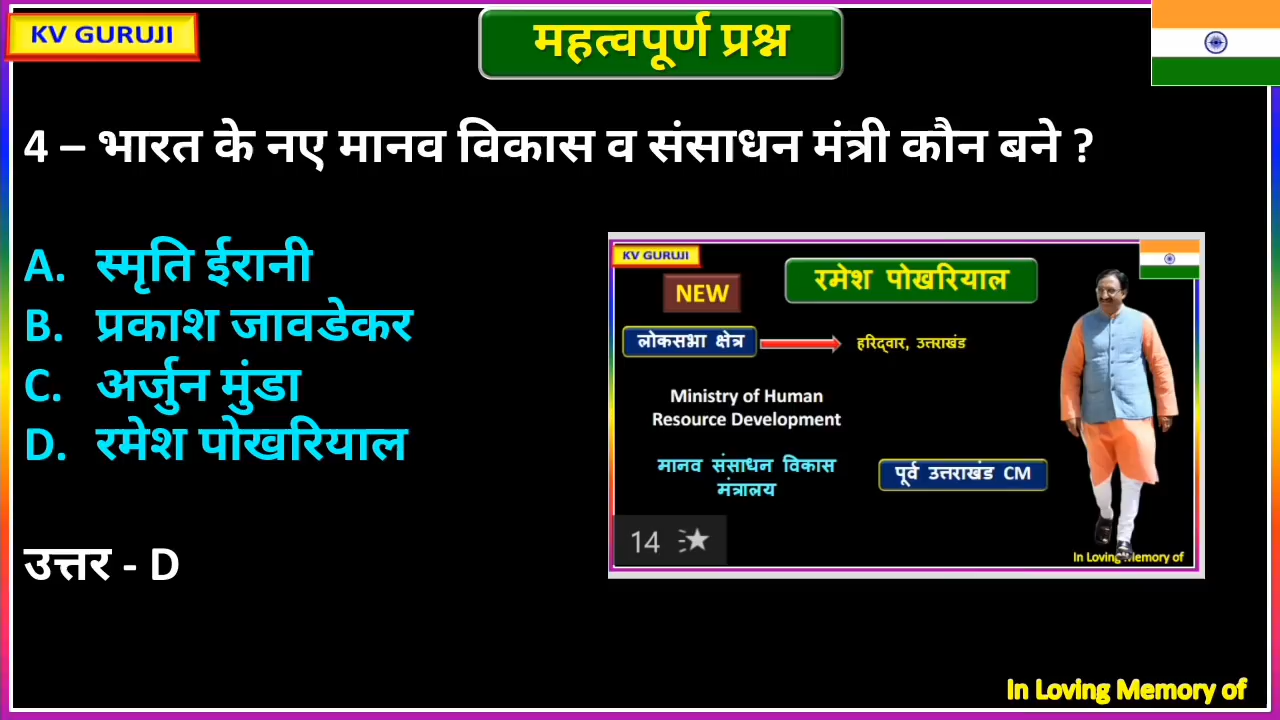 KV GURUJI
महत्वपूर्ण प्रश्न
4 – भारत के नए मानव विकास व संसाधन मंत्री कौन बने ?
A. स्मृति ईरानी
B. प्रकाश जावडेकर
C. अर्जुन मुंडा
D. रमेश पोखरियाल
उत्तर - D
KV GURUJI
NEW
रमेश पोखरियाल
लोकसभा क्षेत्र
हरिद्वार, उत्तराखंड
Ministry of Human
Resource Development
मानव संसाधन विकास
मंत्रालय
पूर्व उत्तराखंड CM
14
In Loving Memory of
In Loving Memory of